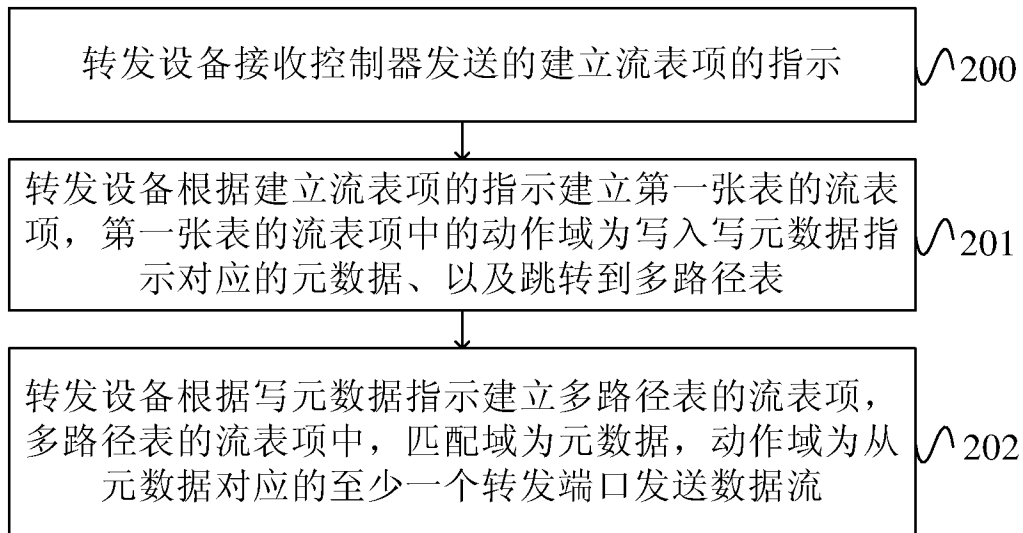 转发设备接收控制器发送的建立流表项的指示
200
转发设备根据建立流表项的指示建立第一张表的流表
项，第一张表的流表项中的动作域为写入写元数据指
示对应的元数据、以及跳转到多路径表
201
转发设备根据写元数据指示建立多路径表的流表项，
多路径表的流表项中，匹配域为元数据，动作域为从
元数据对应的至少一个转发端口发送数据流
202